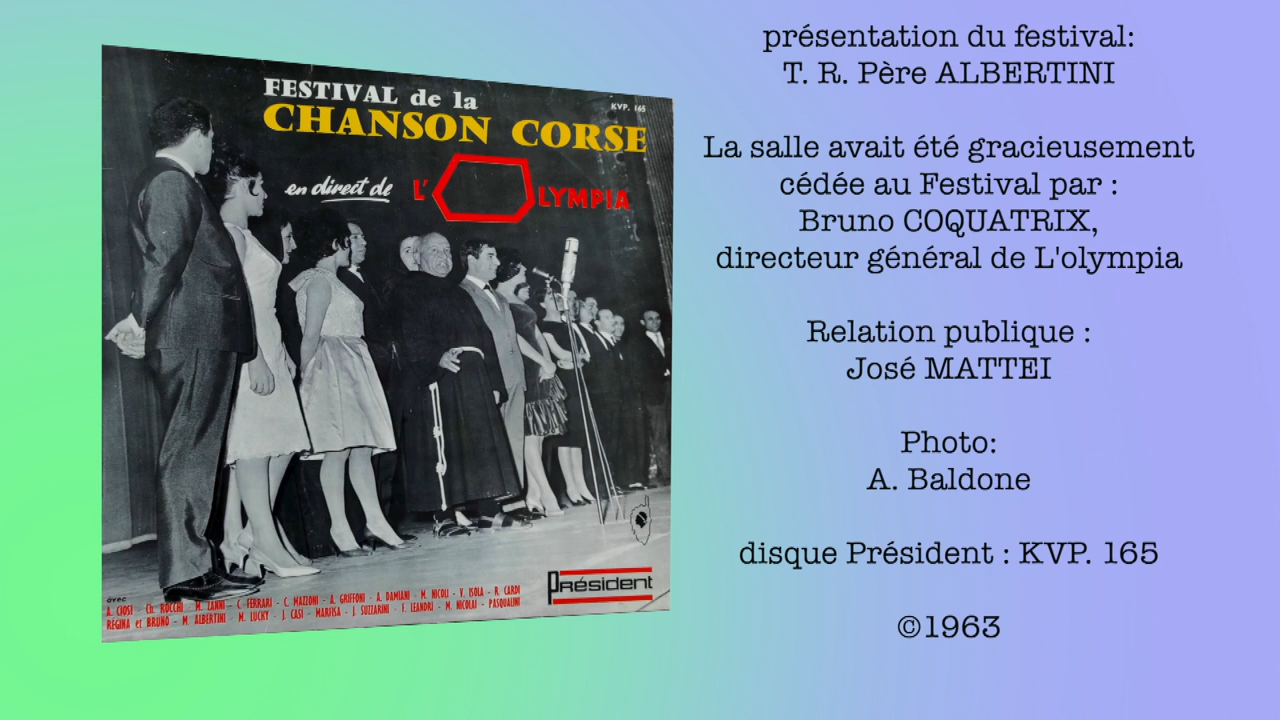 FESTIVAL de la
CHANSON CORSE
KVP. 165
en direct de
L'OLYMPIA
Président
avec
A. CIOSI - Ch. ROCCHI - M. ZANNI - C. FERRARI - C. MAZZONI - A. GRIFFONI - A. DAMIANI - M. NICOLI - V. ISOLA - R. CARDI
REGINA et BRUNO - M. ALBERTINI - M. LUCKY - J. CASI - MARFISA - J. SUZZARINI - F. LEANDRI - M. NICOLAI - PASQUALINI
présentation du festival:
T. R. Père ALBERTINI
La salle avait été gracieusement
cédée au Festival par :
Bruno COQUATRIX,
directeur général de L'olympia
Relation publique :
José MATTEI
Photo:
A. Baldone
disque Président : KVP. 165
©1963